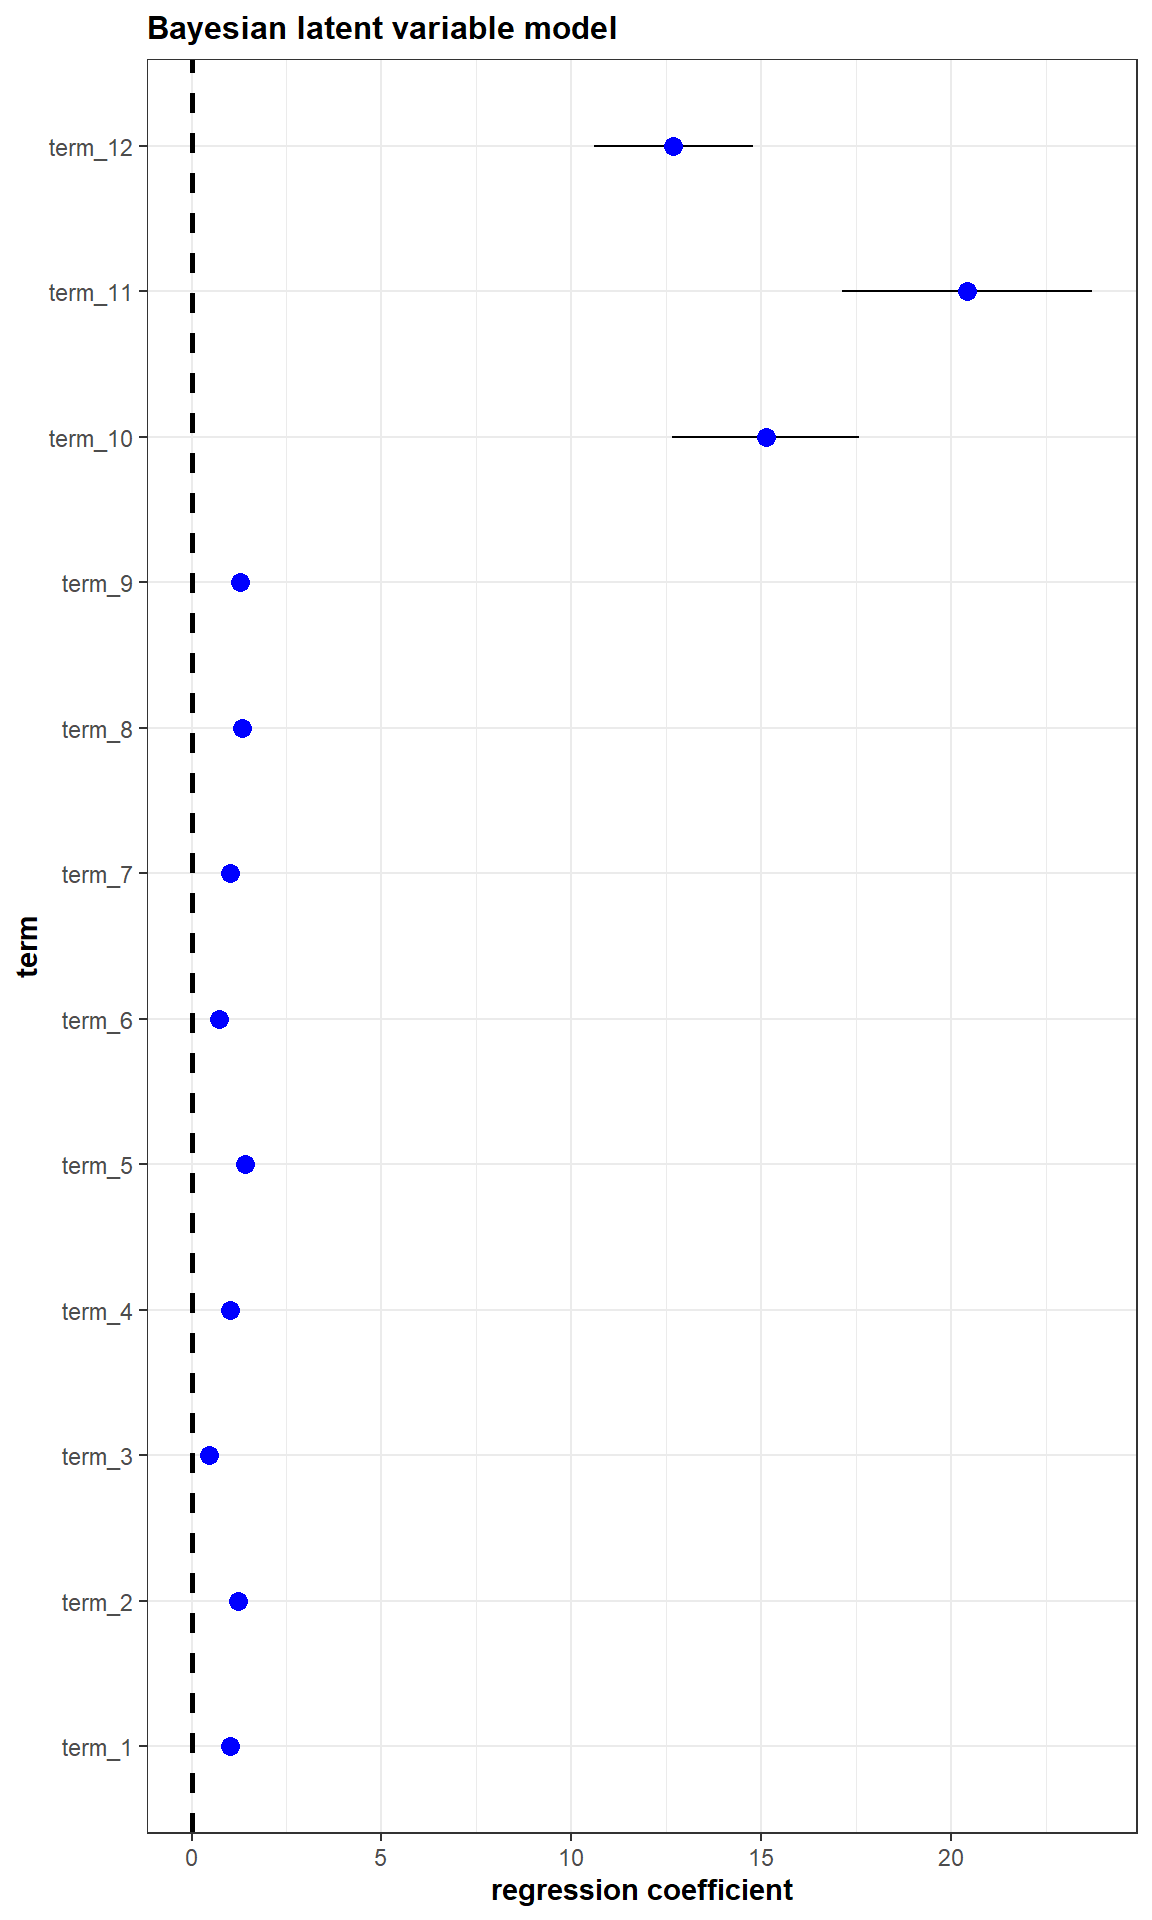 Bayesian latent variable model
term_12
term_11
term_10
term_9
term_8
term_7
term_6
term_5
term_4
term_3
term_2
term_1
term
0 5 10 15 20
regression coefficient